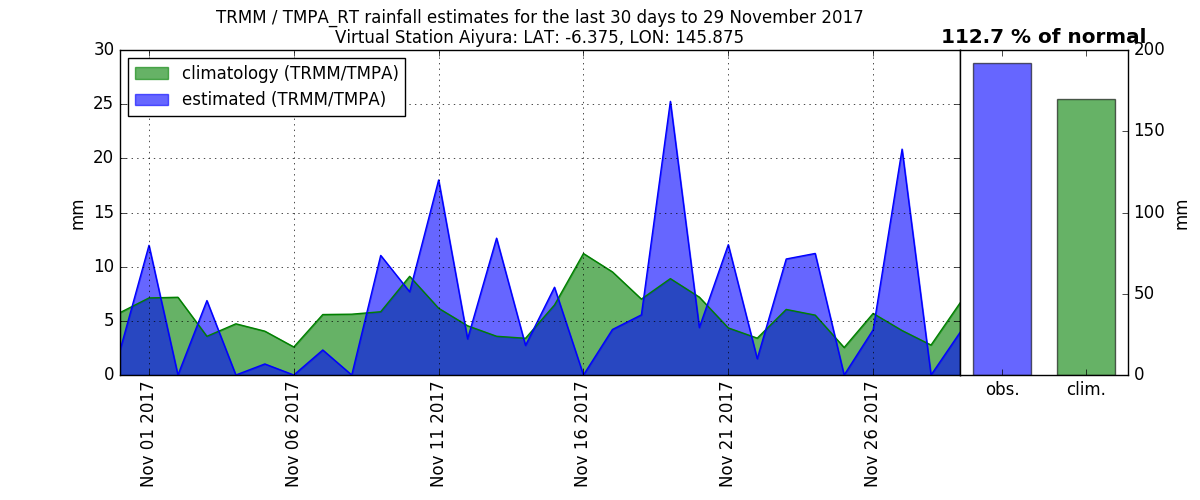 TRMM / TMPA_RT rainfall estimates for the last 30 days to 29 November 2017
Virtual Station Aiyura: LAT: -6.375, LON: 145.875
112.7 % of normal
climatology (TRMM/TMPA)
estimated (TRMM/TMPA)
30
25
20
15
10
5
0
mm
Nov 01 2017
Nov 06 2017
Nov 11 2017
Nov 16 2017
Nov 21 2017
Nov 26 2017
200
150
100
50
0
mm
obs.
clim.